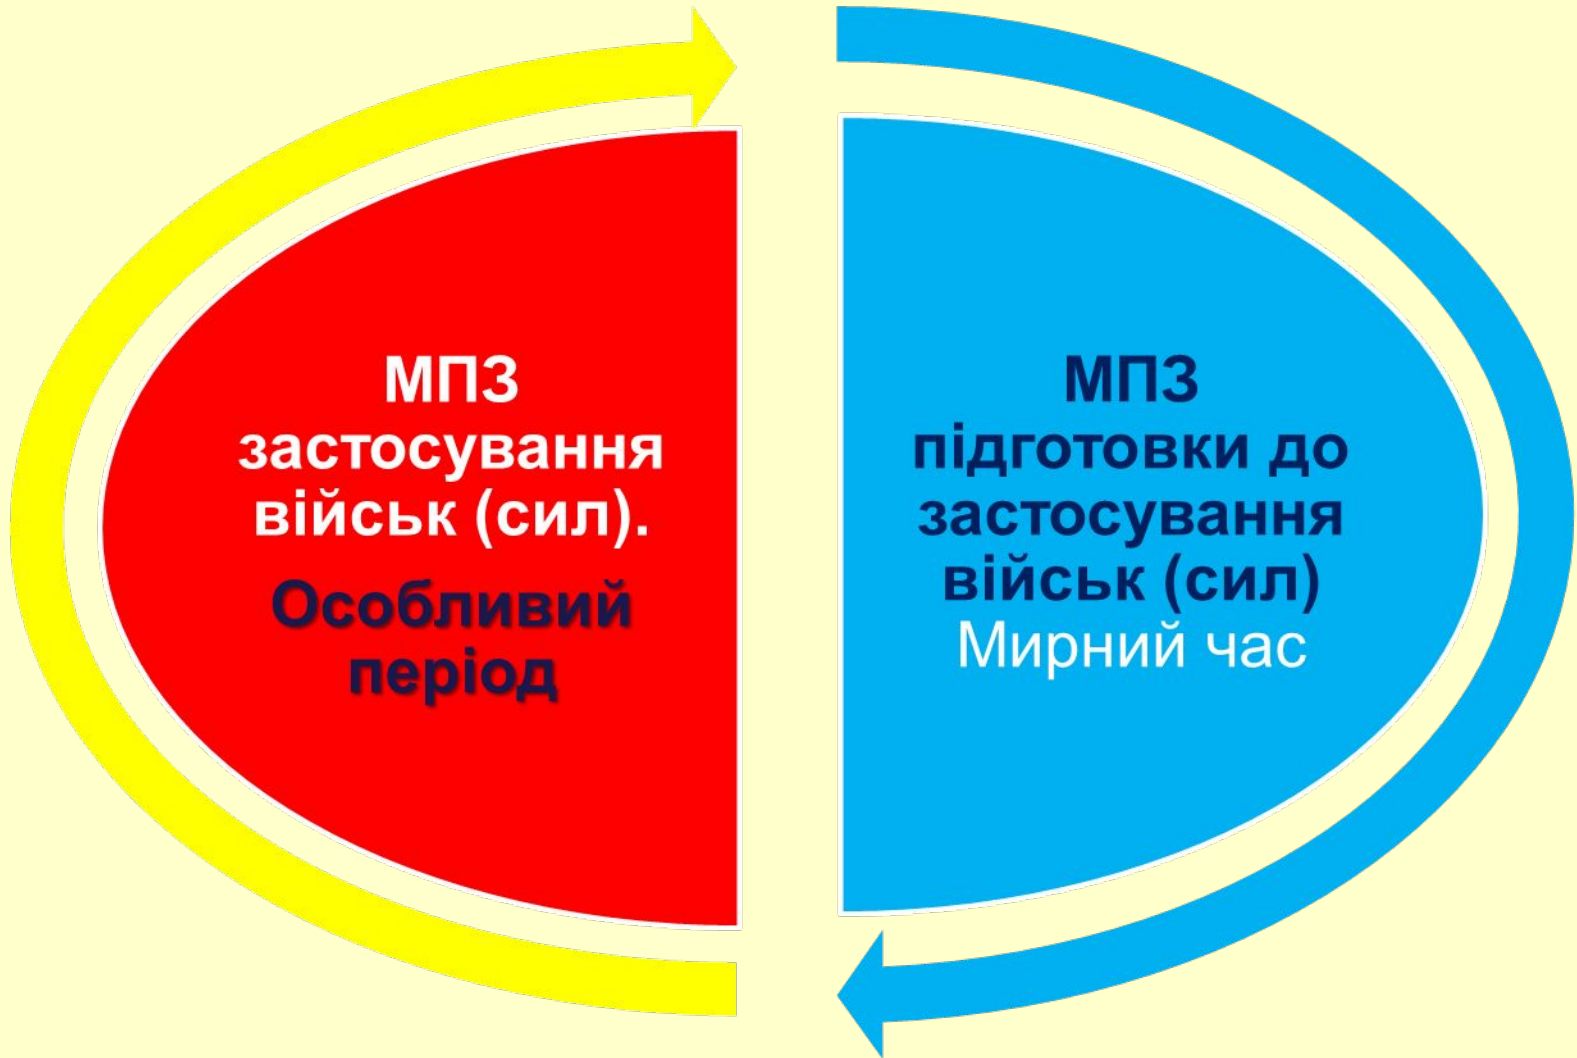 МПЗ
застосування
військ (сил).
Особливий
період
МПЗ
підготовки до
застосування
військ (сил)
Мирний час